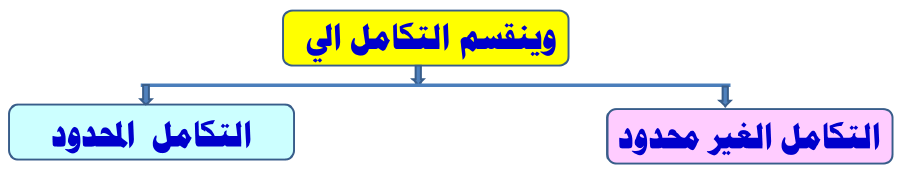 وينقسم التكامل الي
التكامل الغير محدود
التكامل المحدود